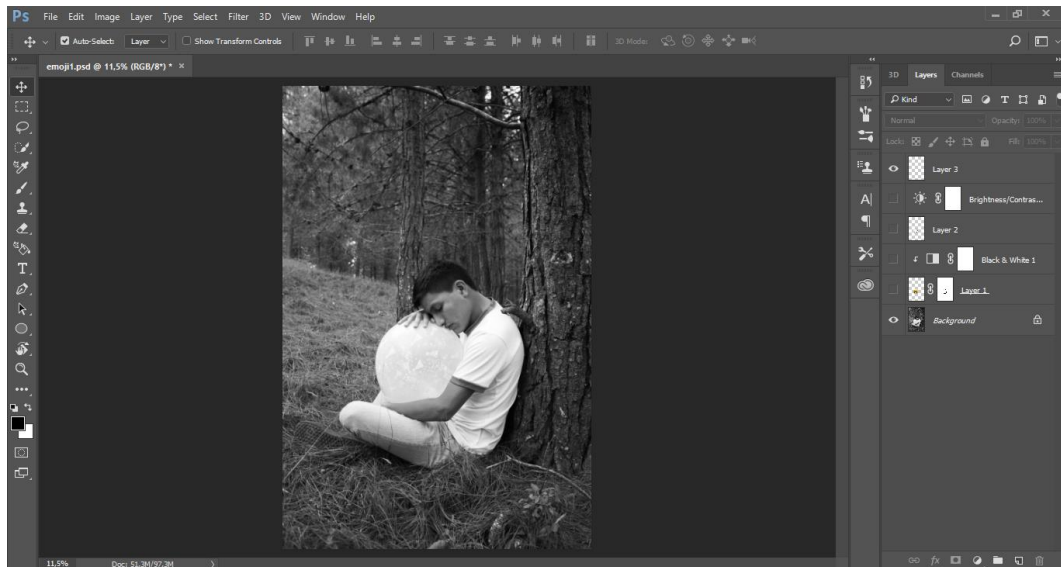 Ps File Edit Image Layer Type Select Filter 3D View Window Help
Auto-Select: Layer Show Transform Controls 3D Mode:
emoji1.psd @ 11,5% (RGB/8*) * ×
3D Layers Channels
Kind
Normal Opacity: 100%
Lock: Fill: 100%
Layer 3
Brightness/Contras...
Layer 2
Black & White 1
Layer 1
Background
11,5% Doc: 51,3M/97,3M